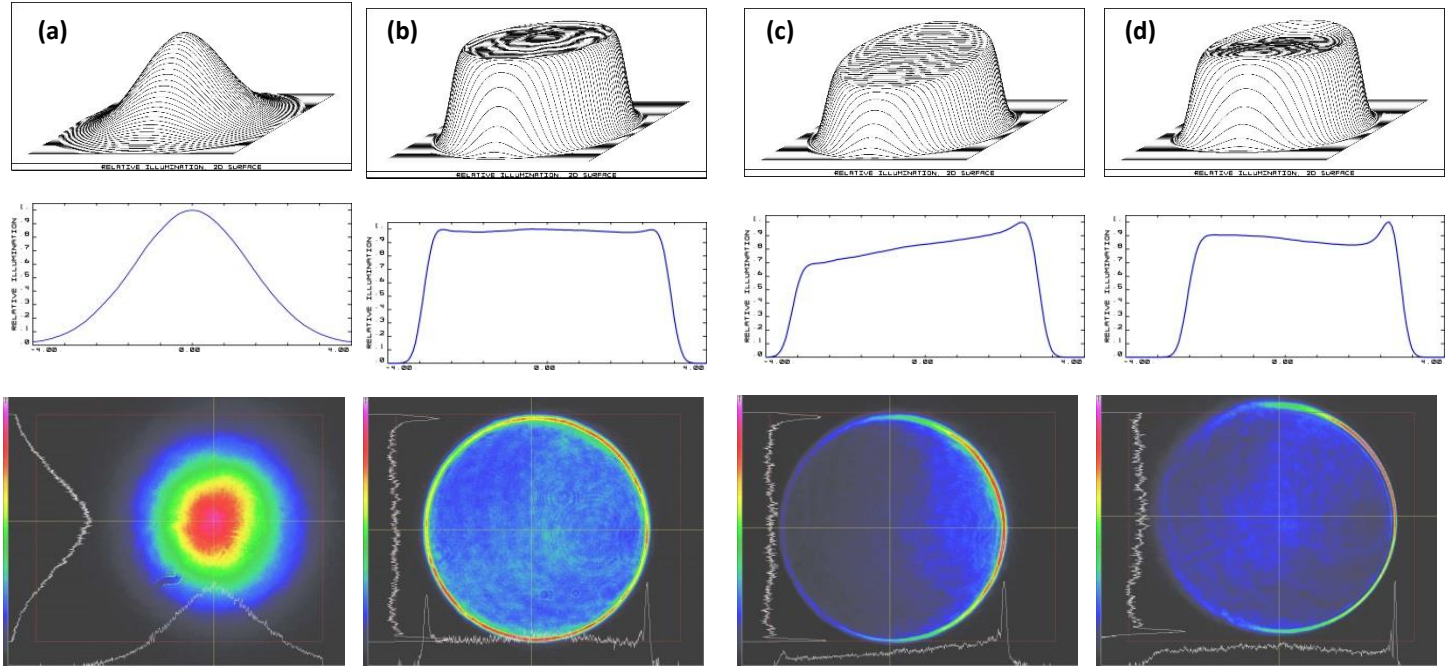 (a)
(b)
(c)
(d)
RELATIVE ILLUMINATION, 2D SURFACE
RELATIVE ILLUMINATION, 2D SURFACE
RELATIVE ILLUMINATION, 2D SURFACE
RELATIVE ILLUMINATION, 2D SURFACE
RELATIVE ILLUMINATION
-4.00 0.00 4.00
RELATIVE ILLUMINATION
-4.00 0.00 4.00
RELATIVE ILLUMINATION
-4.00 0.00 4.00
RELATIVE ILLUMINATION
-4.00 0.00 4.00